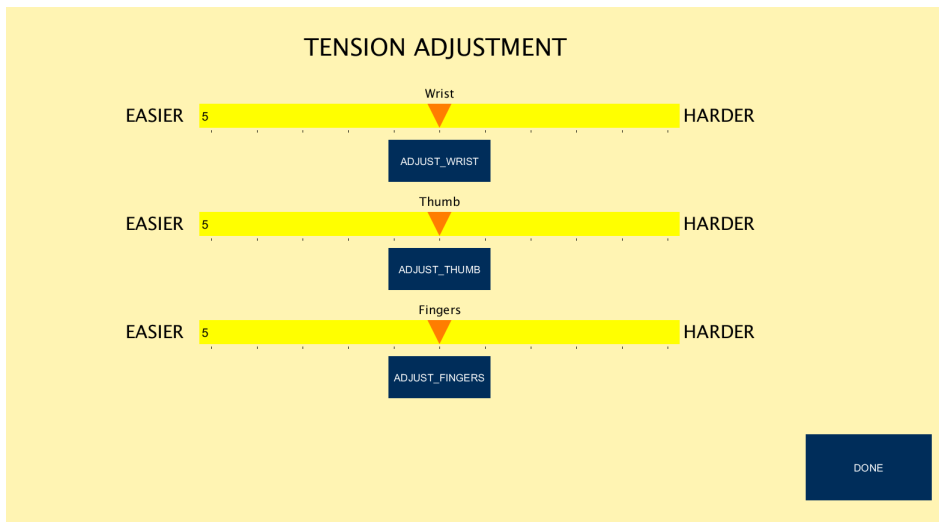 TENSION ADJUSTMENT
Wrist
EASIER 5 HARDER
ADJUST_WRIST
Thumb
EASIER 5 HARDER
ADJUST_THUMB
Fingers
EASIER 5 HARDER
ADJUST_FINGERS
DONE